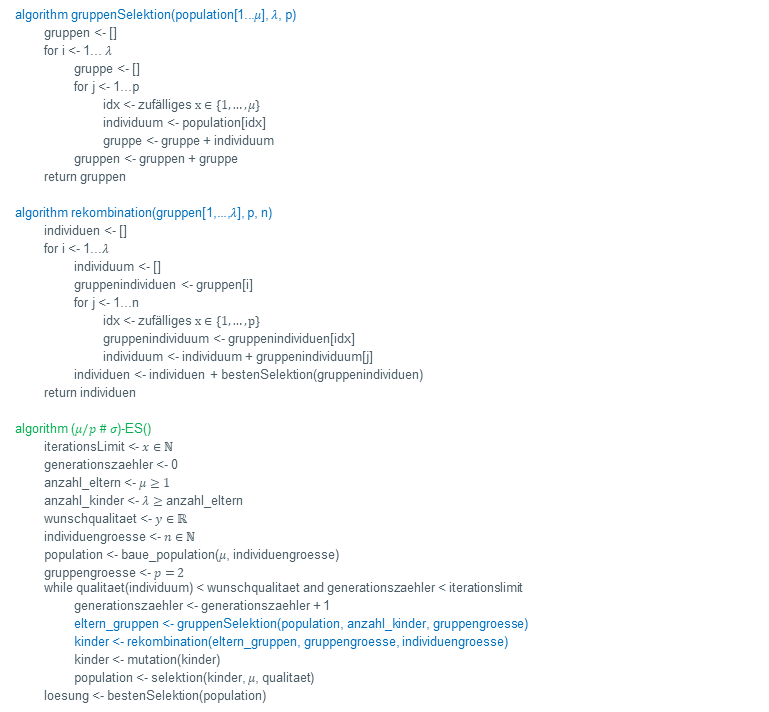 algorithm gruppenSelektion(population[1...μ], λ, p)
gruppen <- []
for i <- 1... λ
gruppe <- []
for j <- 1...p
idx <- zufälliges x ∈ {1, ... , μ}
individuum <- population[idx]
gruppe <- gruppe + individuum
gruppen <- gruppen + gruppe
return gruppen
algorithm rekombination(gruppen[1,...,λ], p, n)
individuen <- []
for i <- 1...λ
individuum <- []
gruppenindividuen <- gruppen[i]
for j <- 1...n
idx <- zufälliges x ∈ {1, ... , p}
gruppenindividuum <- gruppenindividuen[idx]
individuum <- individuum + gruppenindividuum[j]
individuen <- individuen + bestenSelektion(gruppenindividuen)
return individuen
algorithm (μ/p # σ)-ES()
iterationsLimit <- x ∈ ℕ
generationszaehler <- 0
anzahl_eltern <- μ ≥ 1
anzahl_kinder <- λ ≥ anzahl_eltern
wunschqualitaet <- y ∈ ℝ
individuengroesse <- n ∈ ℕ
population <- baue_population(μ, individuengroesse)
gruppengroesse <- p = 2
while qualitaet(individuum) < wunschqualitaet and generationszaehler < iterationslimit
generationszaehler <- generationszaehler + 1
eltern_gruppen <- gruppenSelektion(population, anzahl_kinder, gruppengroesse)
kinder <- rekombination(eltern_gruppen, gruppengroesse, individuengroesse)
kinder <- mutation(kinder)
population <- selektion(kinder, μ, qualitaet)
loesung <- bestenSelektion(population)